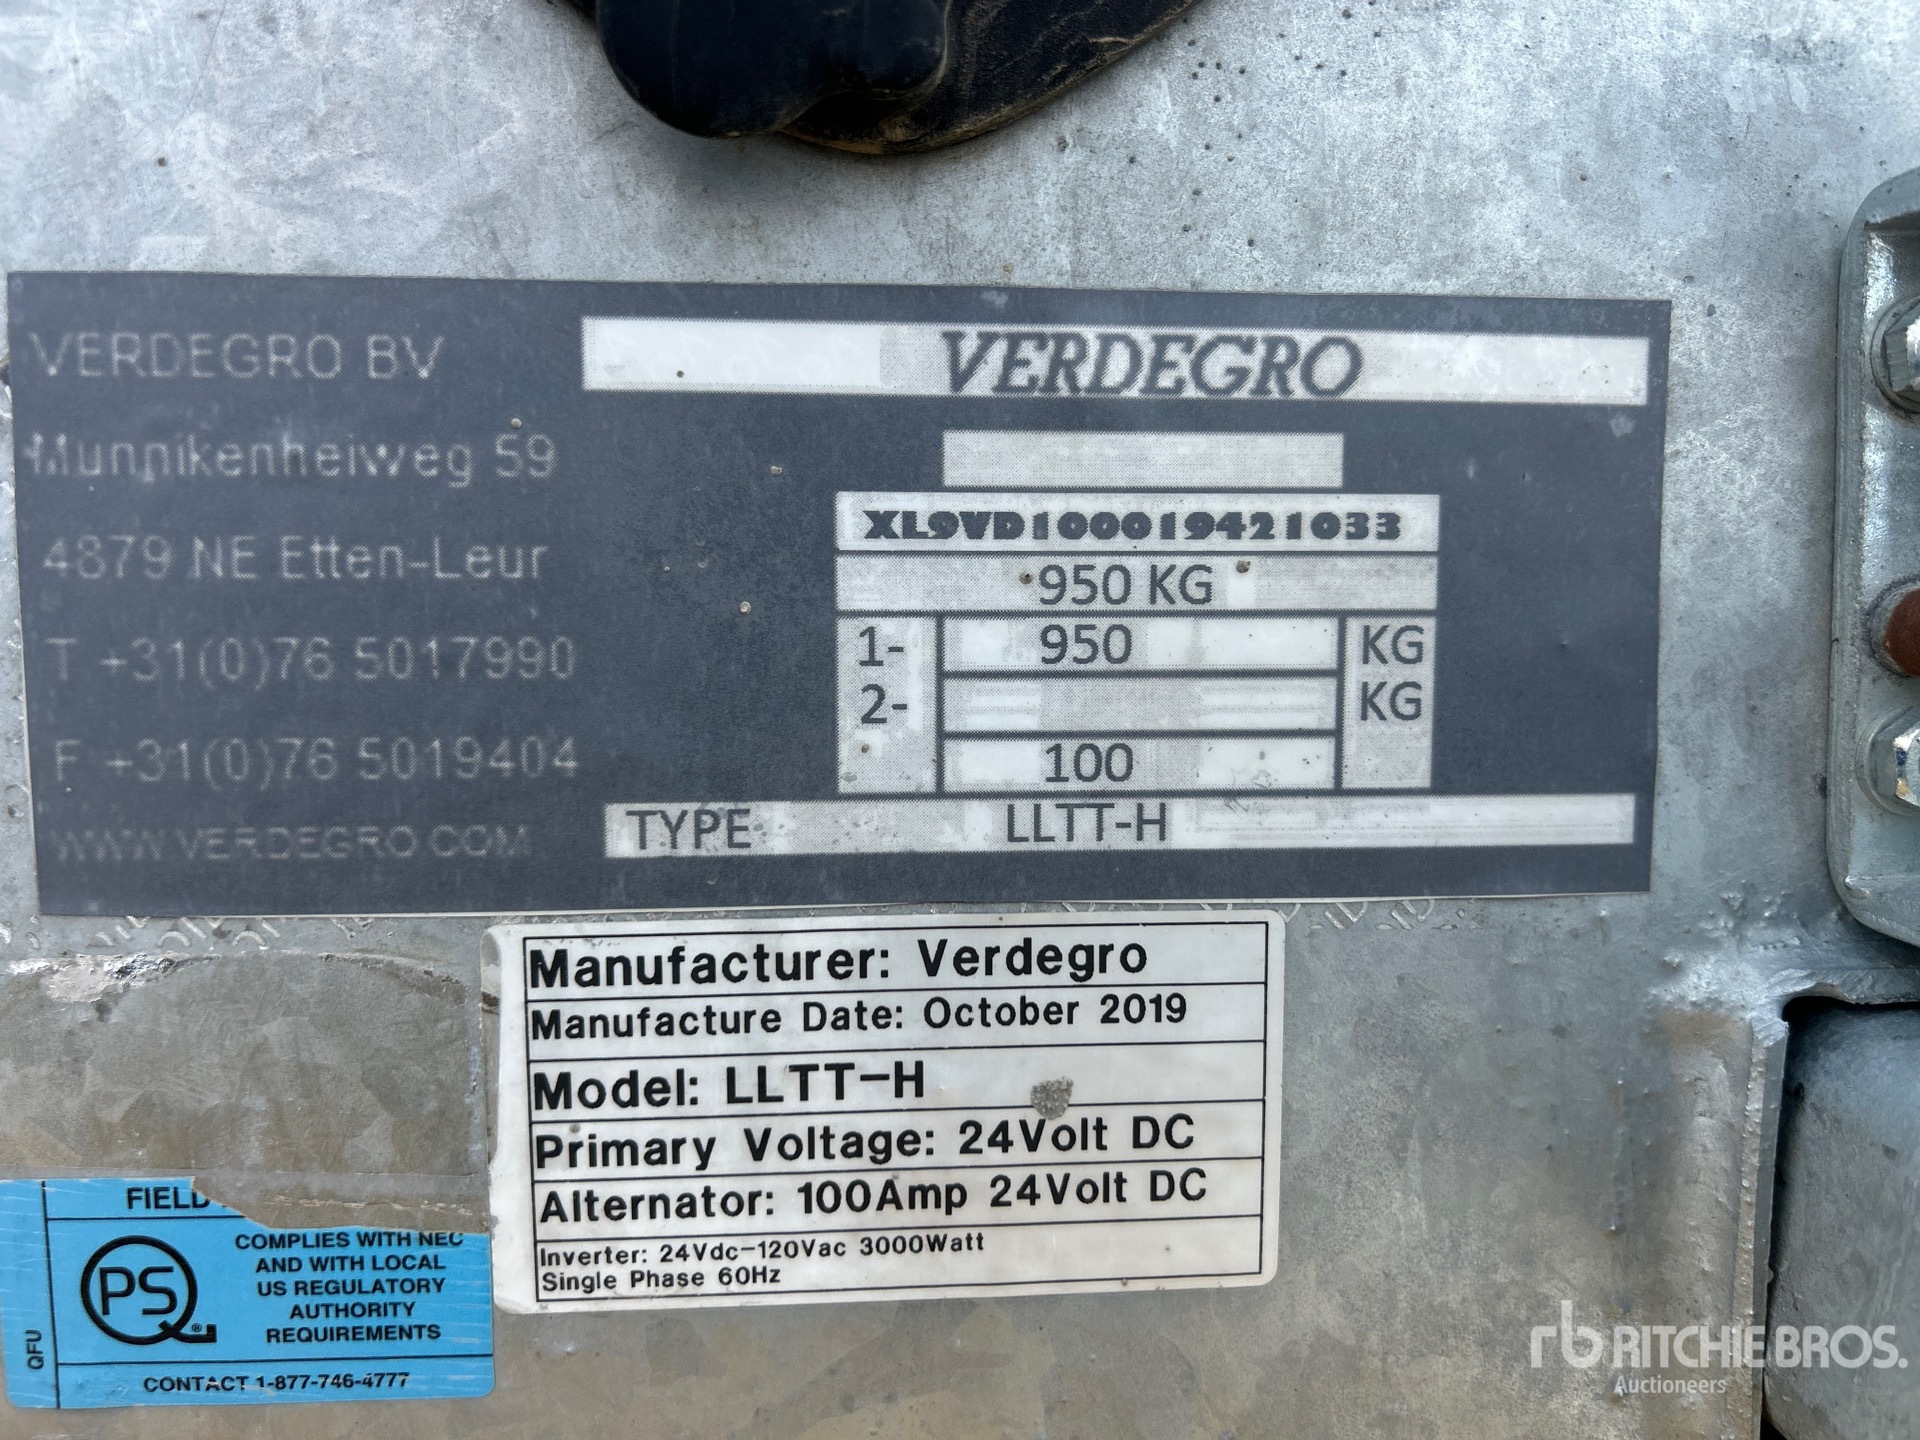 VERDEGRO BV
Munnikenheiweg 59
4879 NE Etten-Leur
T +31(0)76 5017990
F +31(0)76 5019404
WWW.VERDEGRO.COM
VERDEGRO
XL9VD100019421033
950 KG
1- 950 KG
2- KG
100
TYPE LLTT-H
Manufacturer: Verdegro
Manufacture Date: October 2019
Model: LLTT-H
Primary Voltage: 24Volt DC
Alternator: 100Amp 24Volt DC
Inverter: 24Vdc-120Vac 3000Watt
Single Phase 60Hz
FIELD
QFU
PS
®
COMPLIES WITH NEC
AND WITH LOCAL
US REGULATORY
AUTHORITY
REQUIREMENTS
CONTACT 1-877-746-4777
rb RITCHIE BROS.
Auctioneers